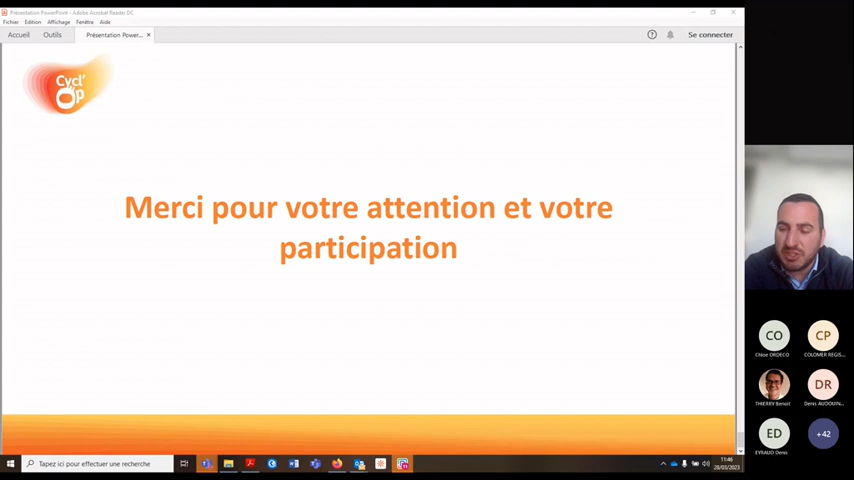 Présentation PowerPoint - Adobe Acrobat Reader DC
Fichier Edition Affichage Fenêtre Aide
Accueil Outils Présentation Power... × Se connecter
Cycl'
Op
Merci pour votre attention et votre
participation
CO CP
Chloe ORDECO COLOMER REGIS...
DR
THIERRY Benoit Denis AUDOUIN...
ED +42
EYRAUD Denis
Tapez ici pour effectuer une recherche
11:46
28/03/2023